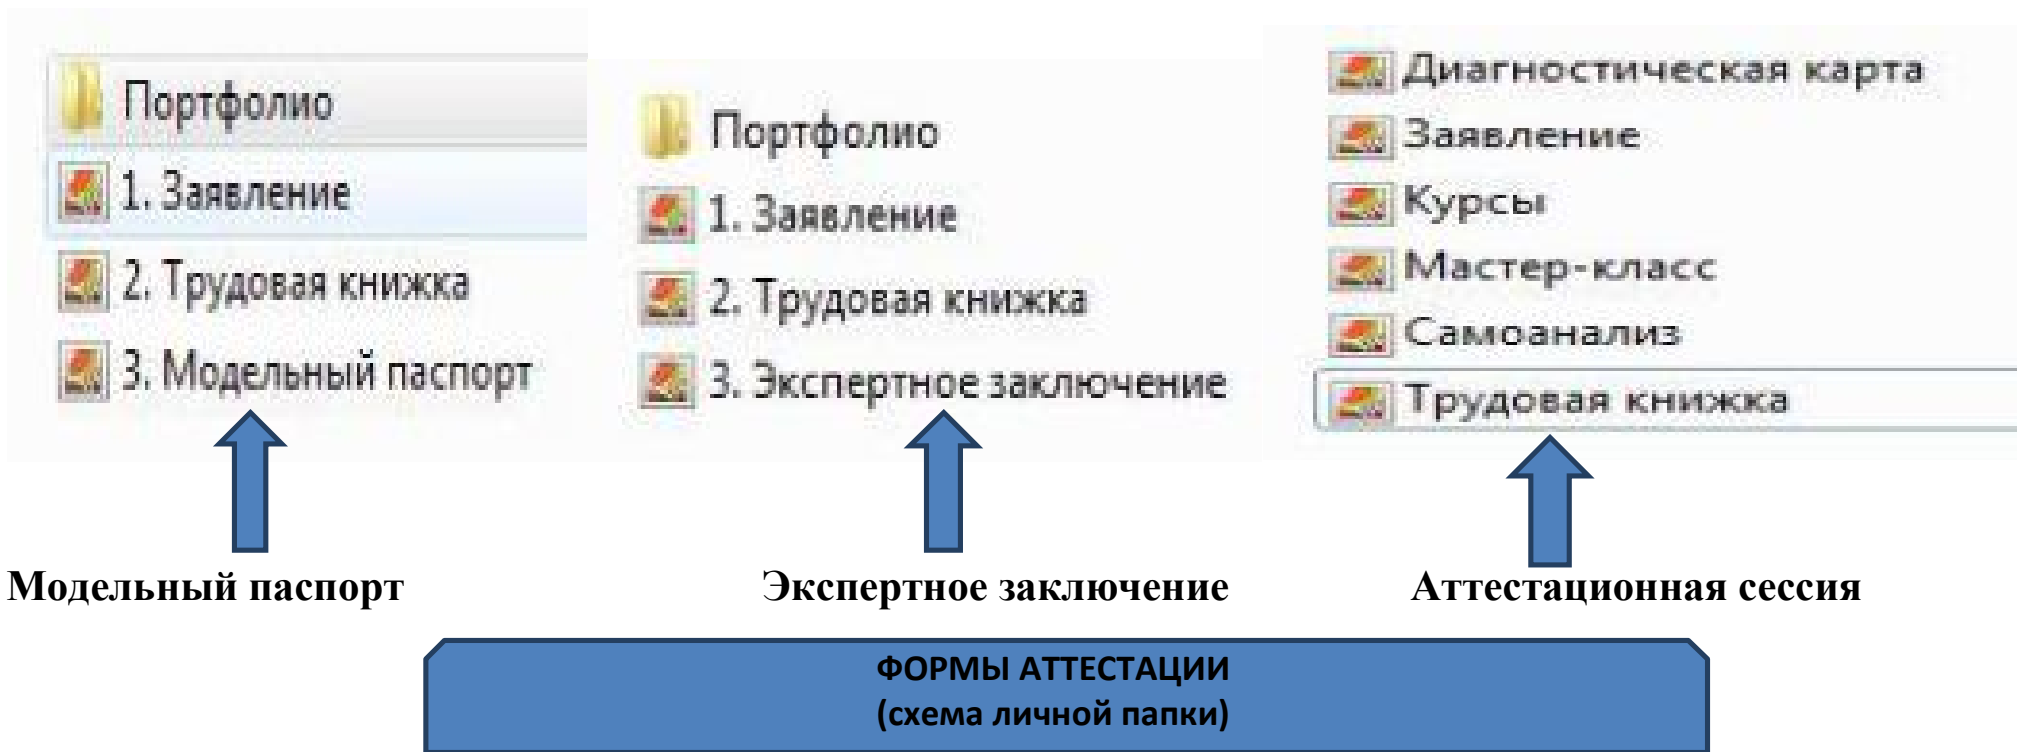 Портфолио
1. Заявление
2. Трудовая книжка
3. Модельный паспорт
Портфолио
1. Заявление
2. Трудовая книжка
3. Экспертное заключение
Диагностическая карта
Заявление
Курсы
Мастер-класс
Самоанализ
Трудовая книжка
Модельный паспорт
Экспертное заключение
Аттестационная сессия
ФОРМЫ АТТЕСТАЦИИ
(схема личной папки)